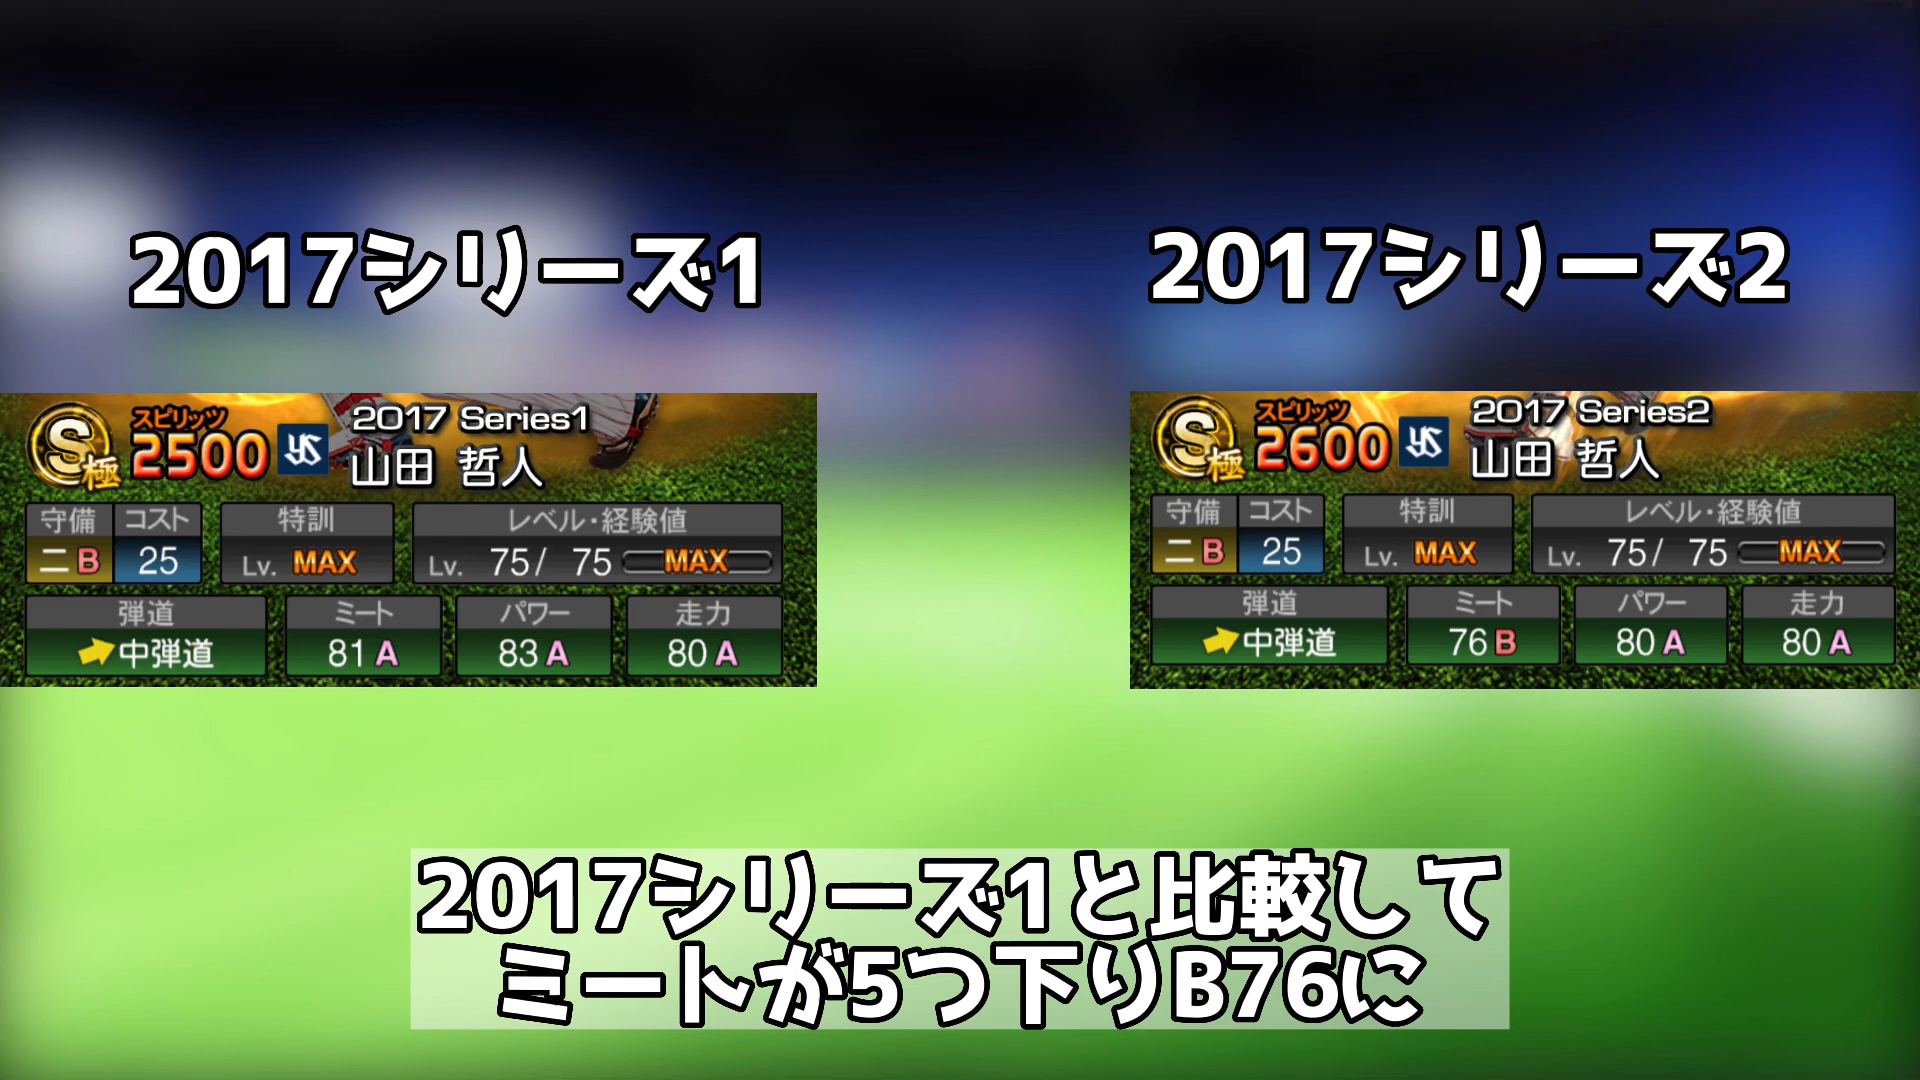 2017シリーズ1
2017シリーズ2
S極 スピリッツ 2500 YS 2017 Series1
山田 哲人
守備 コスト 特訓 レベル・経験値
二 B 25 Lv. MAX Lv. 75/ 75 MAX
弾道 ミート パワー 走力
中弾道 81 A 83 A 80 A
S極 スピリッツ 2600 YS 2017 Series2
山田 哲人
守備 コスト 特訓 レベル・経験値
二 B 25 Lv. MAX Lv. 75/ 75 MAX
弾道 ミート パワー 走力
中弾道 76 B 80 A 80 A
2017シリーズ1と比較して
ミートが5つ下りB76に